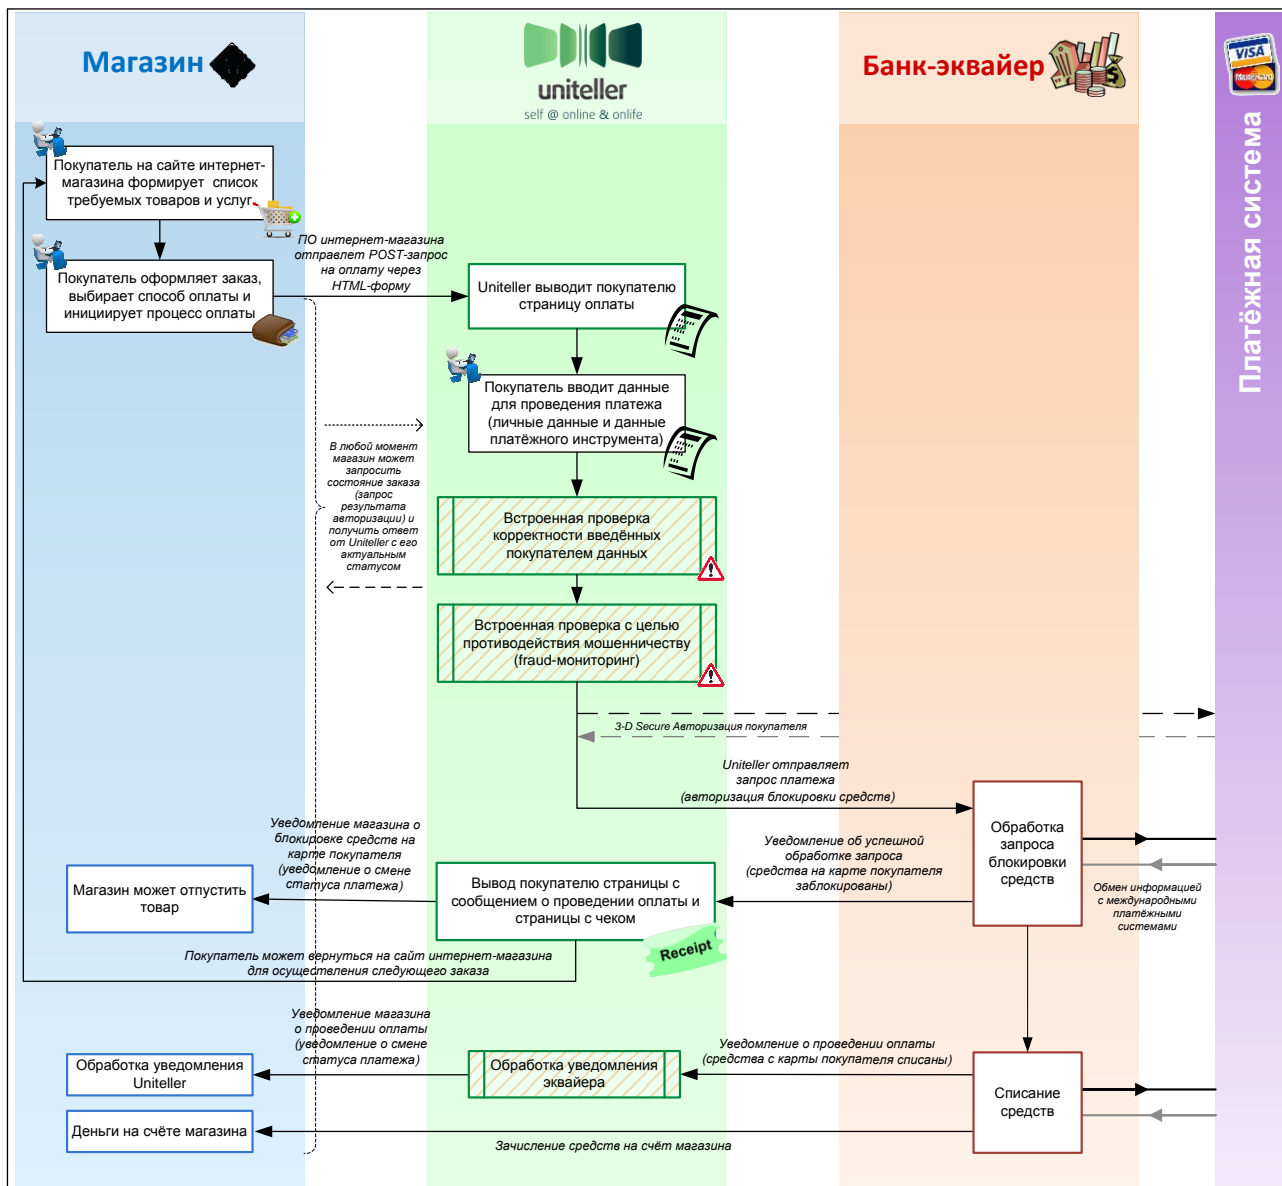 Магазин
uniteller
self @ online & onlife
Банк-эквайер
VISA
MasterCard
Платёжная система
Покупатель на сайте интернет-
магазина формирует список
требуемых товаров и услуг
ПО интернет-магазина
отправлет POST-запрос
на оплату через
HTML-форму
Покупатель оформляет заказ,
выбирает способ оплаты и
инициирует процесс оплаты
Uniteller выводит покупателю
страницу оплаты
Покупатель вводит данные
для проведения платежа
(личные данные и данные
платёжного инструмента)
В любой момент
магазин может
запросить
состояние заказа
(запрос
результата
авторизации) и
получить ответ
от Uniteller с его
актуальным
статусом
Встроенная проверка
корректности введённых
покупателем данных
Встроенная проверка с целью
противодействия мошенничеству
(fraud-мониторинг)
3-D Secure Авторизация покупателя
Uniteller отправляет
запрос платежа
(авторизация блокировки средств)
Обработка
запроса
блокировки
средств
Уведомление магазина о
блокировке средств на
карте покупателя
(уведомление о смене
статуса платежа)
Уведомление об успешной
обработке запроса
(средства на карте покупателя
заблокированы)
Магазин может отпустить
товар
Вывод покупателю страницы с
сообщением о проведении оплаты и
страницы с чеком
Receipt
Обмен информацией
с международными
платёжными
системами
Покупатель может вернуться на сайт интернет-магазина
для осуществления следующего заказа
Уведомление магазина
о проведении оплаты
(уведомление о смене
статуса платежа)
Уведомление о проведении оплаты
(средства с карты покупателя списаны)
Обработка уведомления
Uniteller
Обработка уведомления
эквайера
Списание
средств
Деньги на счёте магазина
Зачисление средств на счёт магазина